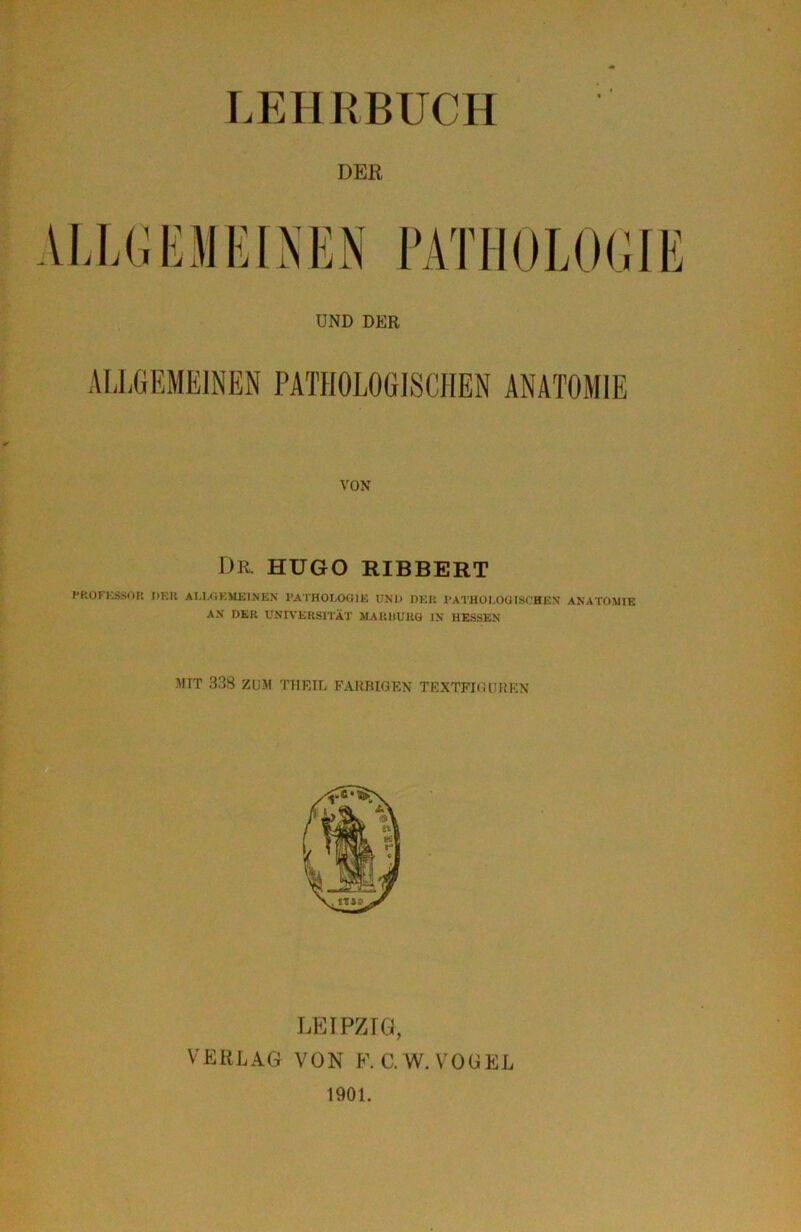 LEHRBUCH
DER
ALLGEMEINEN PATHOLOGIE
UND DER
ALLGEMEINEN PATHOLOGISCHEN ANATOMIE
VON
DR. HUGO RIBBERT
PROFESSOR DER ALLGEMEINEN PATHOLOGIE UND DER PATHOLOGISCHEN ANATOMIE
AN DER UNIVERSITÄT MARBURG IN HESSEN
MIT 338 ZUM THEIL FARBIGEN TEXTFIGUREN
LEIPZIG,
VERLAG VON F. C. W. VOGEL
1901.